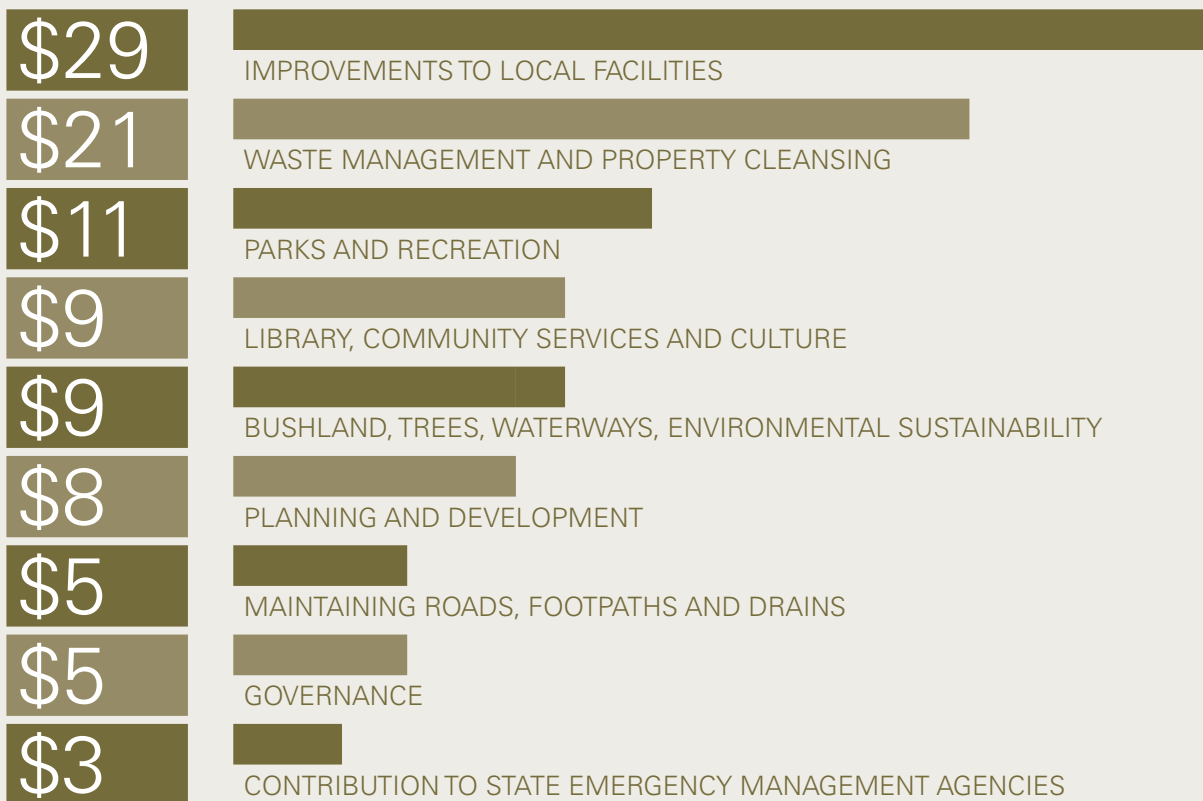 $29
IMPROVEMENTS TO LOCAL FACILITIES
$21
WASTE MANAGEMENT AND PROPERTY CLEANSING
$11
PARKS AND RECREATION
$9
LIBRARY, COMMUNITY SERVICES AND CULTURE
$9
BUSHLAND, TREES, WATERWAYS, ENVIRONMENTAL SUSTAINABILITY
$8
PLANNING AND DEVELOPMENT
$5
MAINTAINING ROADS, FOOTPATHS AND DRAINS
$5
GOVERNANCE
$3
CONTRIBUTION TO STATE EMERGENCY MANAGEMENT AGENCIES